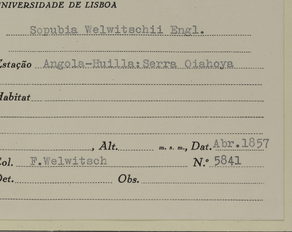 UNIVERSIDADE DE LISBOA
Sopubia Welwitschii Engl.
Estação Angola-Huilla:Serra Oiahoya
Habitat
, Alt. m. s. m., Dat. Abr.1857
Col. F.Welwitsch N.º 5841
Det. Obs.